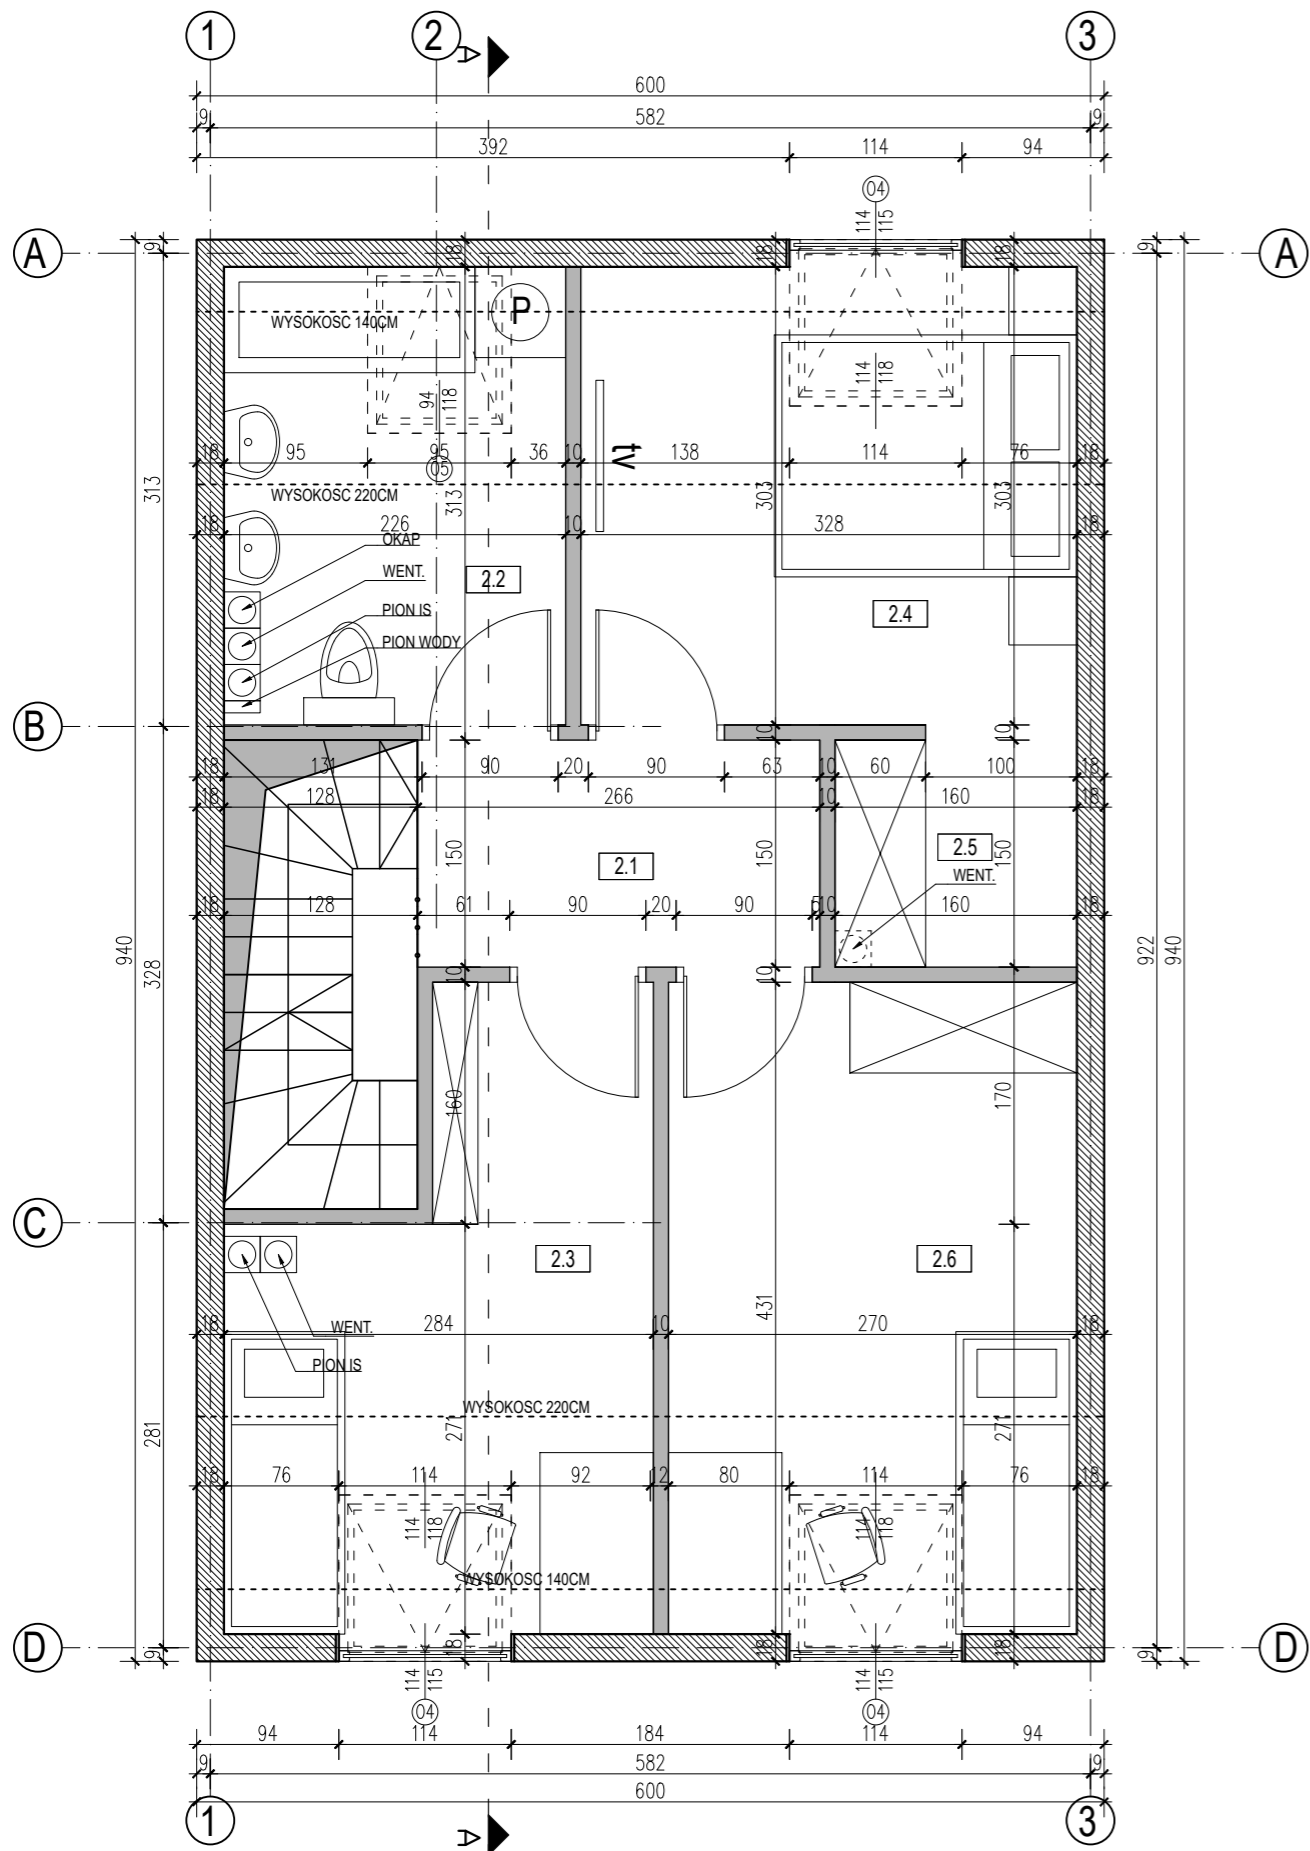 1 2 3
A
600
9 582 9
392 114 94
04
114 115
A A
9 18 18 18 9
WYSOKOSC 140CM
P
114 118
94 118
tv
18 95 95 36 10 138 114 76 18
05
313 313 303 303
WYSOKOSC 220CM
18 226 10 328 18
OKAP
WENT.
2.2
PION IS
2.4
PION WODY
B
10 10
18 131 90 20 90 63 10 60 100 18
18 128 266 10 160 18
150 2.1 150 2.5 150
WENT.
18 128 61 90 20 90 5 10 160 18
940 328 922 940
10 10
160 170
C
2.3 2.6
431
18 284 10 270 18
WENT.
PION IS
WYSOKOSC 220CM
281 271 271
18 76 114 92 12 80 114 76 18
114 118 114 118
WYSOKOSC 140CM
D D
9 18 18 18 9
114 115 114 115
04 04
94 114 184 114 94
9 582 9
600
1 3
A